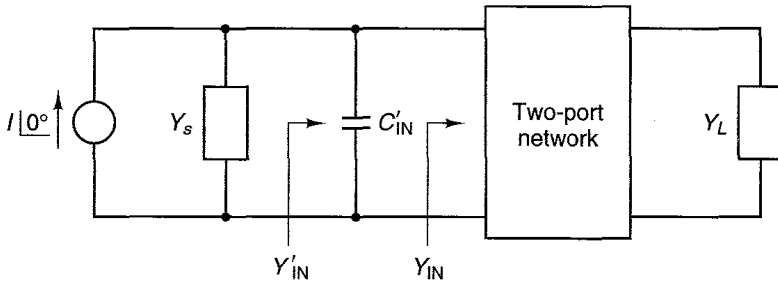 I |0°
Y_s
C'_IN
Two-port
network
Y_L
Y'_IN
Y_IN